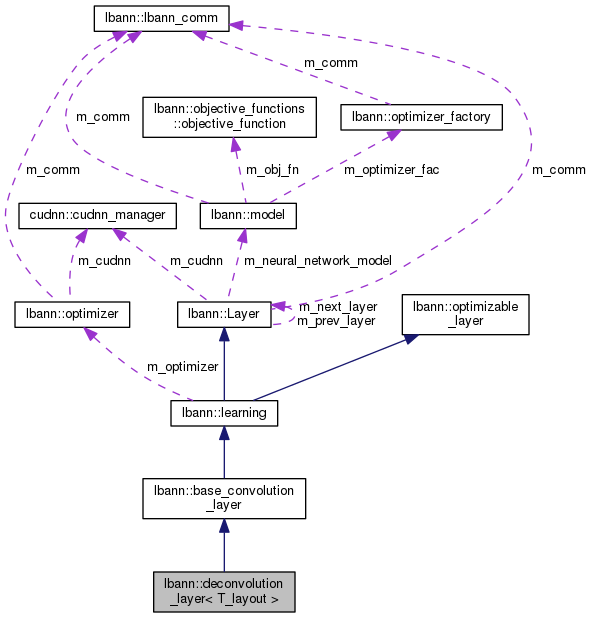 lbann::lbann_comm
m_comm
lbann::objective_functions
::objective_function
lbann::optimizer_factory
m_comm
m_comm
m_obj_fn
m_optimizer_fac
m_comm
cudnn::cudnn_manager
lbann::model
m_cudnn
m_cudnn
m_neural_network_model
lbann::optimizer
lbann::Layer
m_next_layer
m_prev_layer
lbann::optimizable
_layer
m_optimizer
lbann::learning
lbann::base_convolution
_layer
lbann::deconvolution
_layer< T_layout >